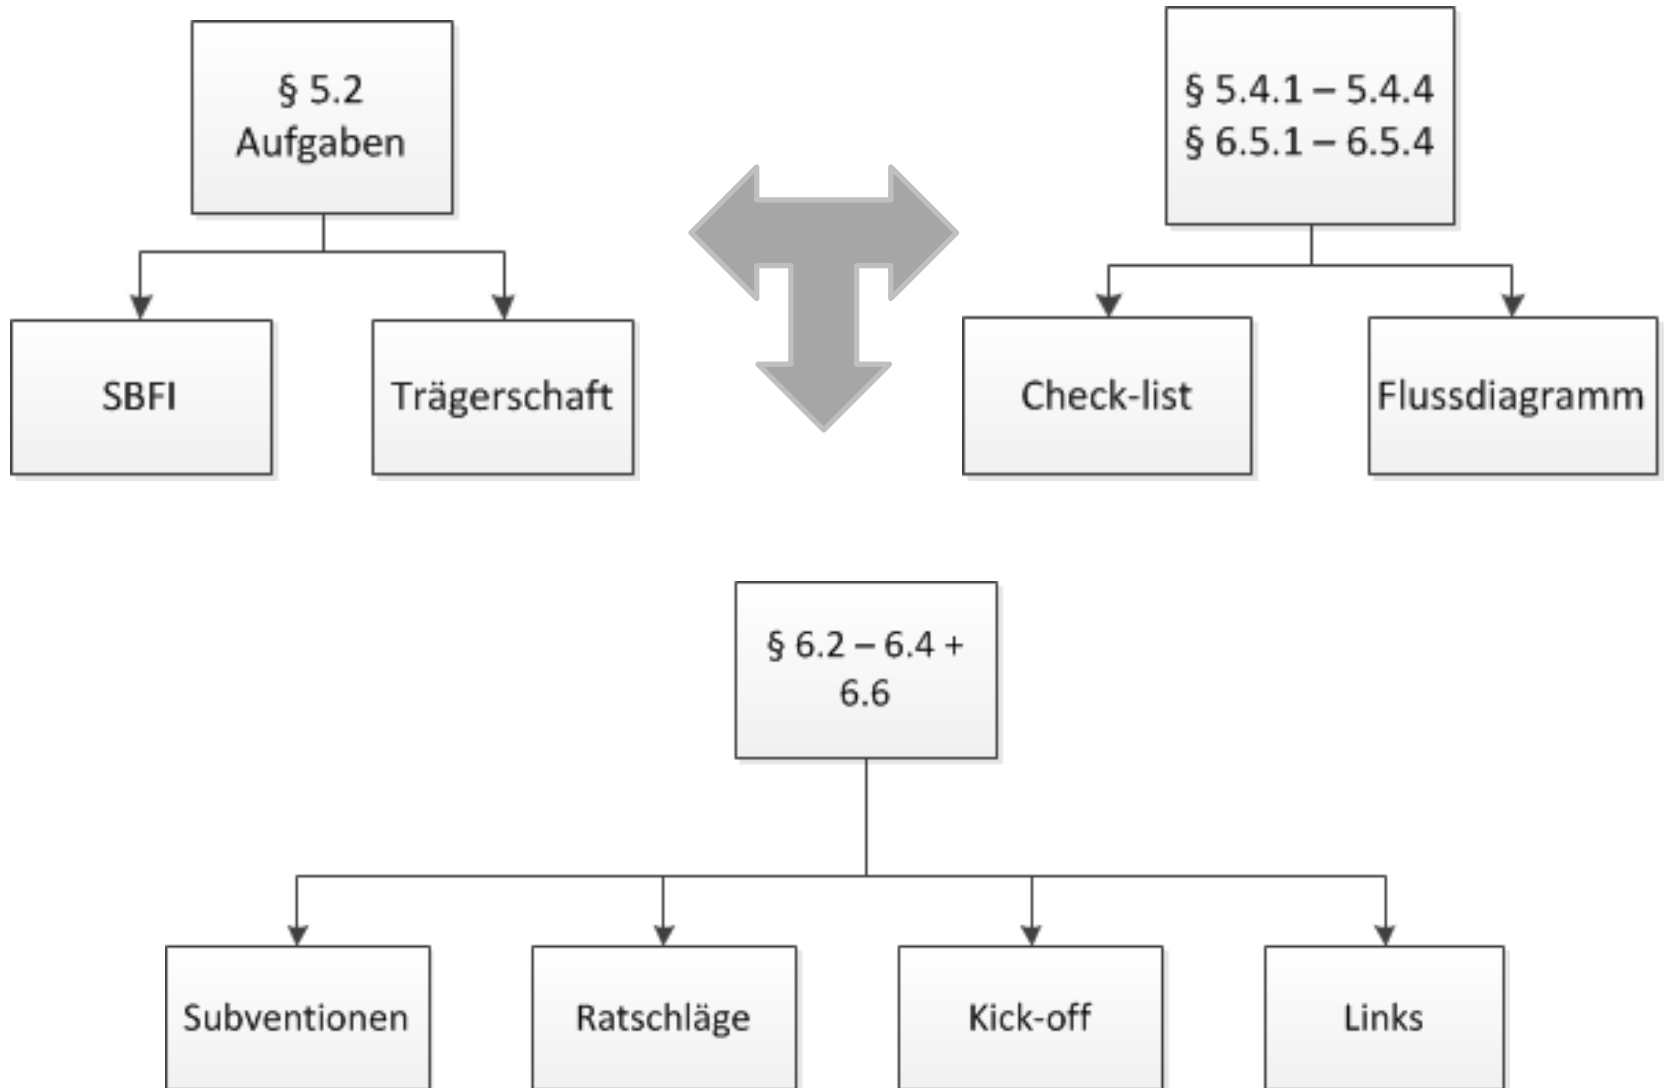 § 5.2
Aufgaben
SBFI
Trägerschaft
§ 5.4.1 – 5.4.4
§ 6.5.1 – 6.5.4
Check-list
Flussdiagramm
§ 6.2 – 6.4 +
6.6
Subventionen
Ratschläge
Kick-off
Links